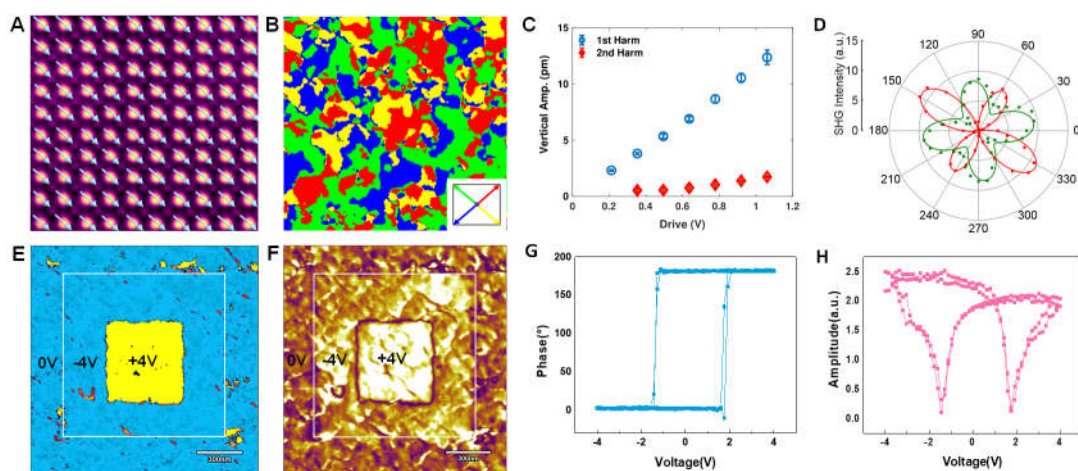 A
B
C
15
1st Harm
2nd Harm
10
5
0
Vertical Amp. (pm)
0
0.2
0.4
0.6
0.8
1
1.2
Drive (V)
D
SHG Intensity (a.u.)
15
10
5
0
90
60
30
0
330
300
270
240
210
180
150
120
E
0V
-4V
+4V
300nm
F
0V
-4V
+4V
300nm
G
200
150
100
50
0
Phase(°)
-4
-2
0
2
4
Voltage(V)
H
2.5
2.0
1.5
2.5
0.5
0.0
Amplitude(a.u.)
-4
-2
0
2
4
Voltage(V)